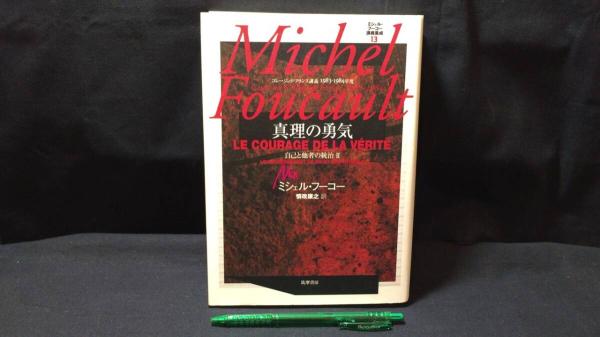 Michel
Foucault
ミシェル・
フーコー
講義集成
13
コレージュ・ド・フランス講義 1983-1984年度
真理の勇気
LE COURAGE DE LA VÉRITÉ
自己と他者の統治 II
ミシェル・フーコー
慎改康之 訳
筑摩書房